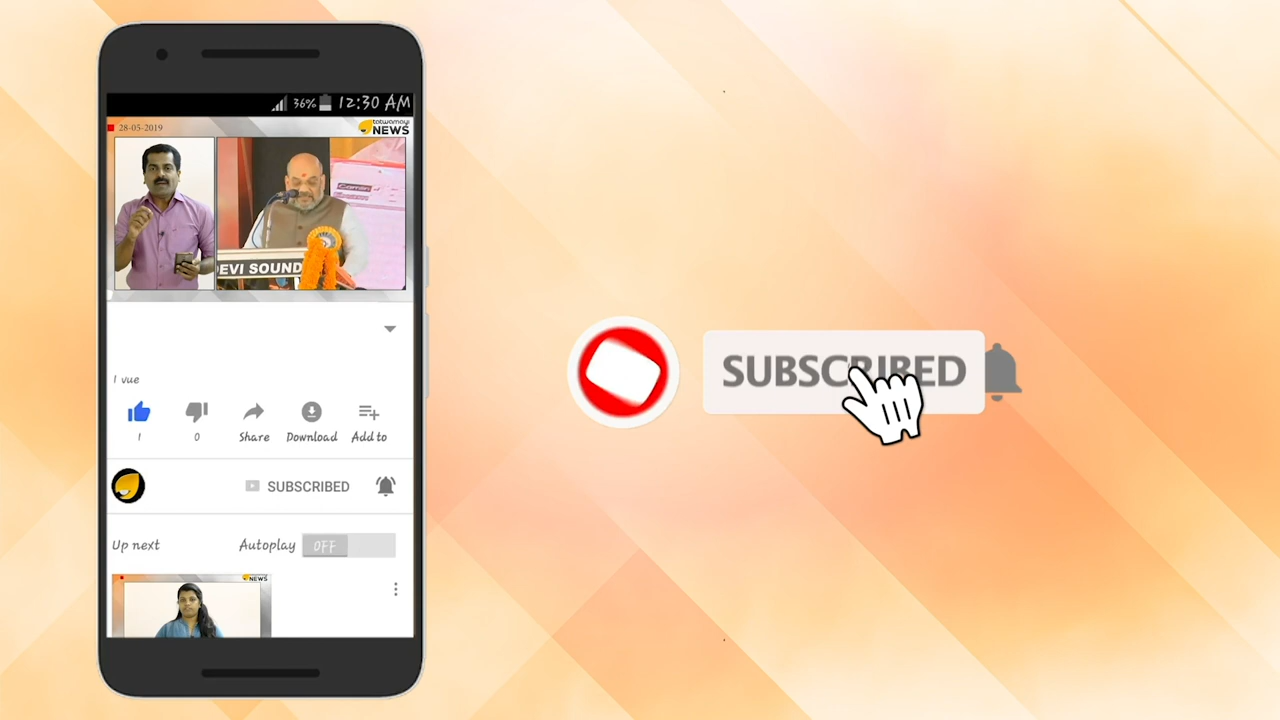 36% 12:30 AM
28-05-2019
tatwamayi
NEWS
DEVI SOUND
1 vue
1
0
Share
Download
Add to
SUBSCRIBED
Up next
Autoplay
OFF
NEWS
SUBSCRIBED